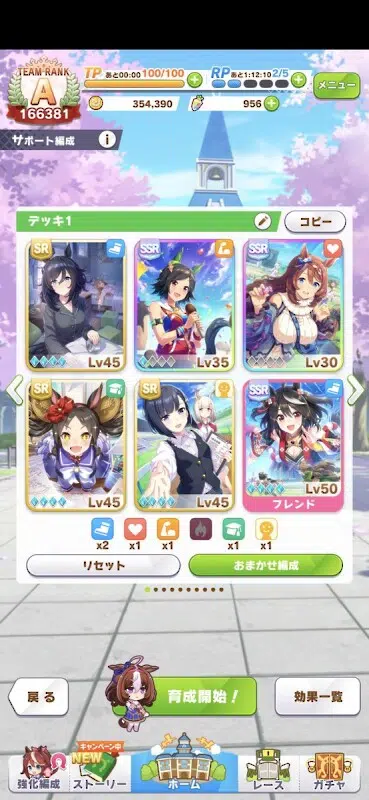 TEAM RANK
A
166381
TP あと00:00 100/100
RP あと1:12:10 2/5
メニュー
354,390
956
サポート編成 i
デッキ1
コピー
SR
Lv45
SSR
Lv35
SSR
Lv30
SR
Lv45
SR
Lv45
SSR
Lv50
フレンド
x2 x1 x1 x1 x1
リセット
おまかせ編成
戻る
育成開始!
効果一覧
キャンペーン中
NEW
強化編成
ストーリー
ホーム
レース
ガチャ